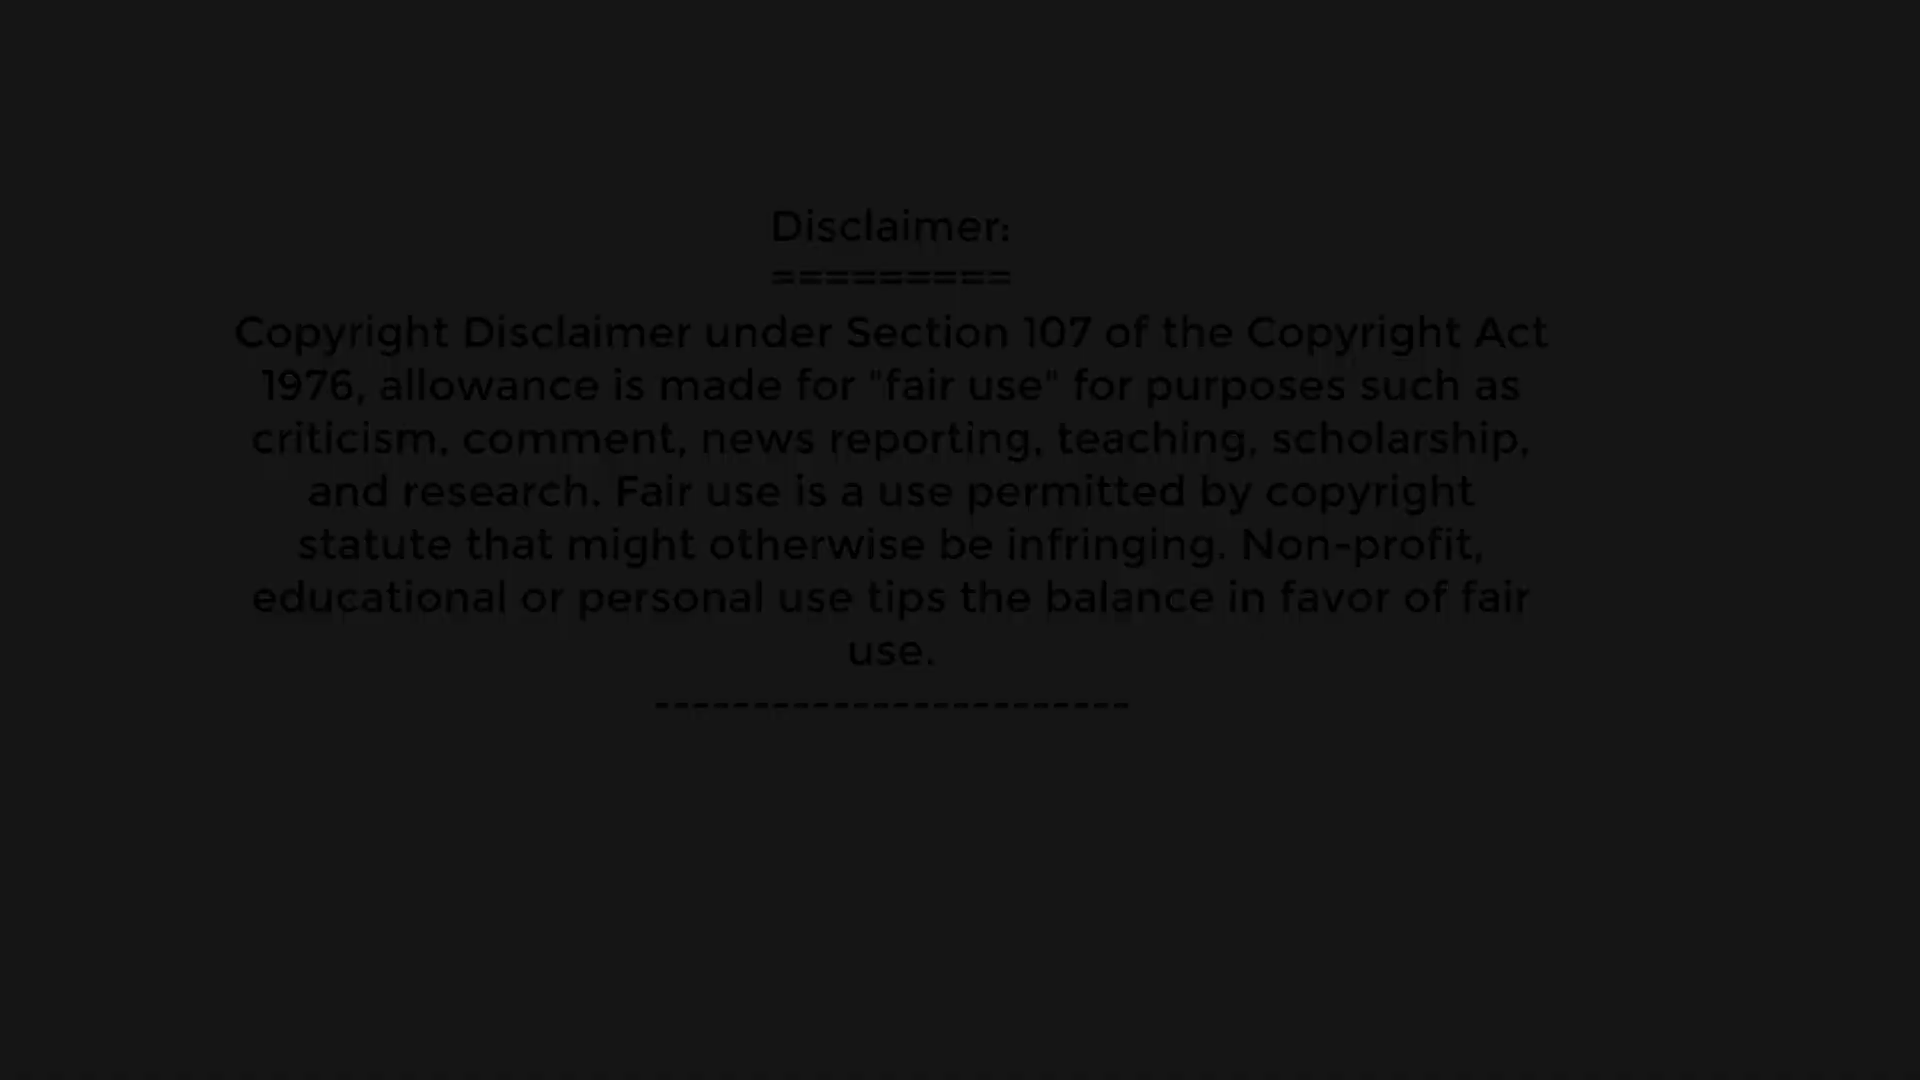 Disclaimer:
=========
Copyright Disclaimer under Section 107 of the Copyright Act
1976, allowance is made for "fair use" for purposes such as
criticism, comment, news reporting, teaching, scholarship,
and research. Fair use is a use permitted by copyright
statute that might otherwise be infringing. Non-profit,
educational or personal use tips the balance in favor of fair
use.
------------------------